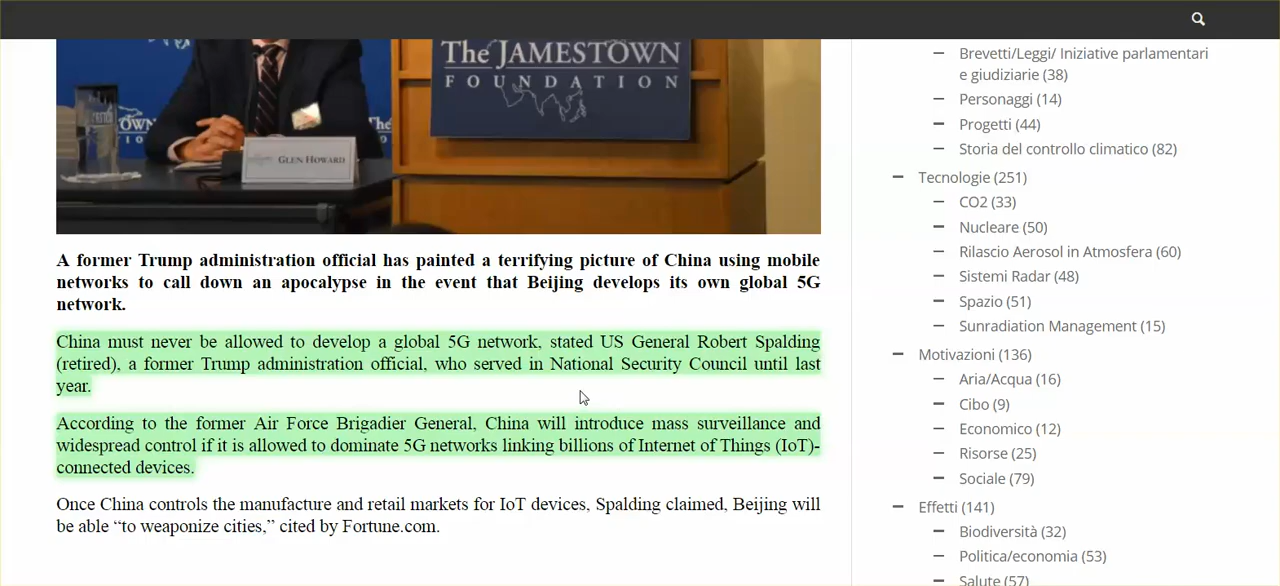 The JAMESTOWN
FOUNDATION
OWN
The
GLEN HOWARD
A former Trump administration official has painted a terrifying picture of China using mobile
networks to call down an apocalypse in the event that Beijing develops its own global 5G
network.
China must never be allowed to develop a global 5G network, stated US General Robert Spalding
(retired), a former Trump administration official, who served in National Security Council until last
year.
According to the former Air Force Brigadier General, China will introduce mass surveillance and
widespread control if it is allowed to dominate 5G networks linking billions of Internet of Things (IoT)-
connected devices.
Once China controls the manufacture and retail markets for IoT devices, Spalding claimed, Beijing will
be able “to weaponize cities,” cited by Fortune.com.
Brevetti/Leggi/ Iniziative parlamentari
e giudiziarie (38)
Personaggi (14)
Progetti (44)
Storia del controllo climatico (82)
Tecnologie (251)
CO2 (33)
Nucleare (50)
Rilascio Aerosol in Atmosfera (60)
Sistemi Radar (48)
Spazio (51)
Sunradiation Management (15)
Motivazioni (136)
Aria/Acqua (16)
Cibo (9)
Economico (12)
Risorse (25)
Sociale (79)
Effetti (141)
Biodiversità (32)
Politica/economia (53)
Salute (57)